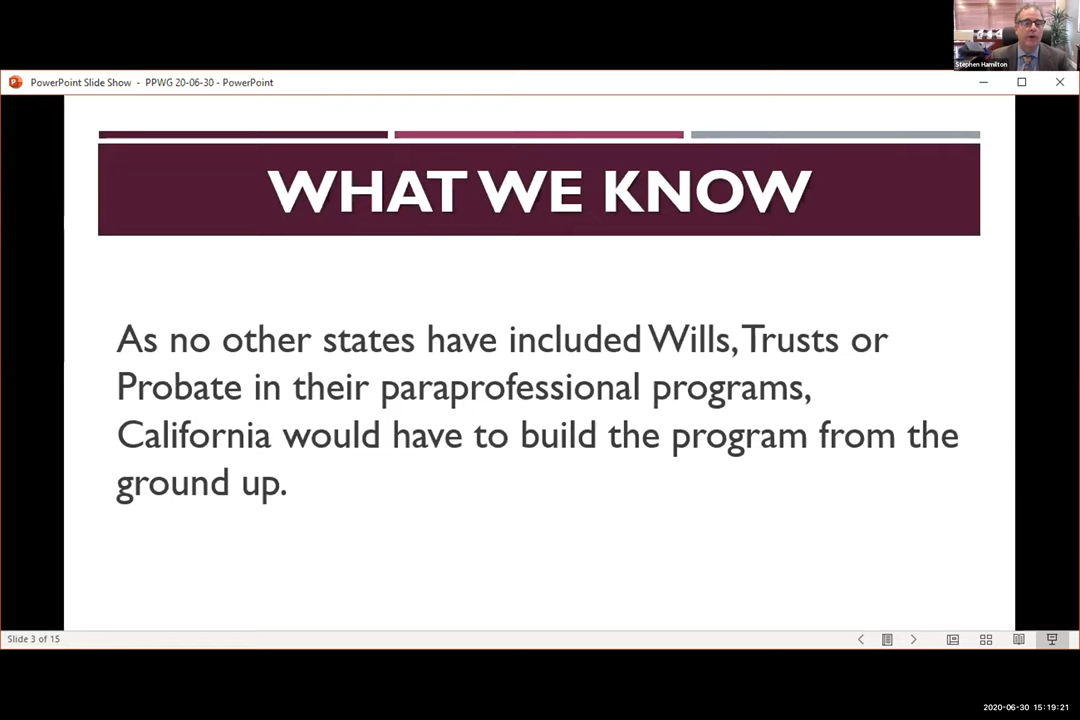 Stephen Hamilton
PowerPoint Slide Show - PPWG 20-06-30 - PowerPoint
WHAT WE KNOW
As no other states have included Wills, Trusts or
Probate in their paraprofessional programs,
California would have to build the program from the
ground up.
Slide 3 of 15
2020-06-30 15:19:21